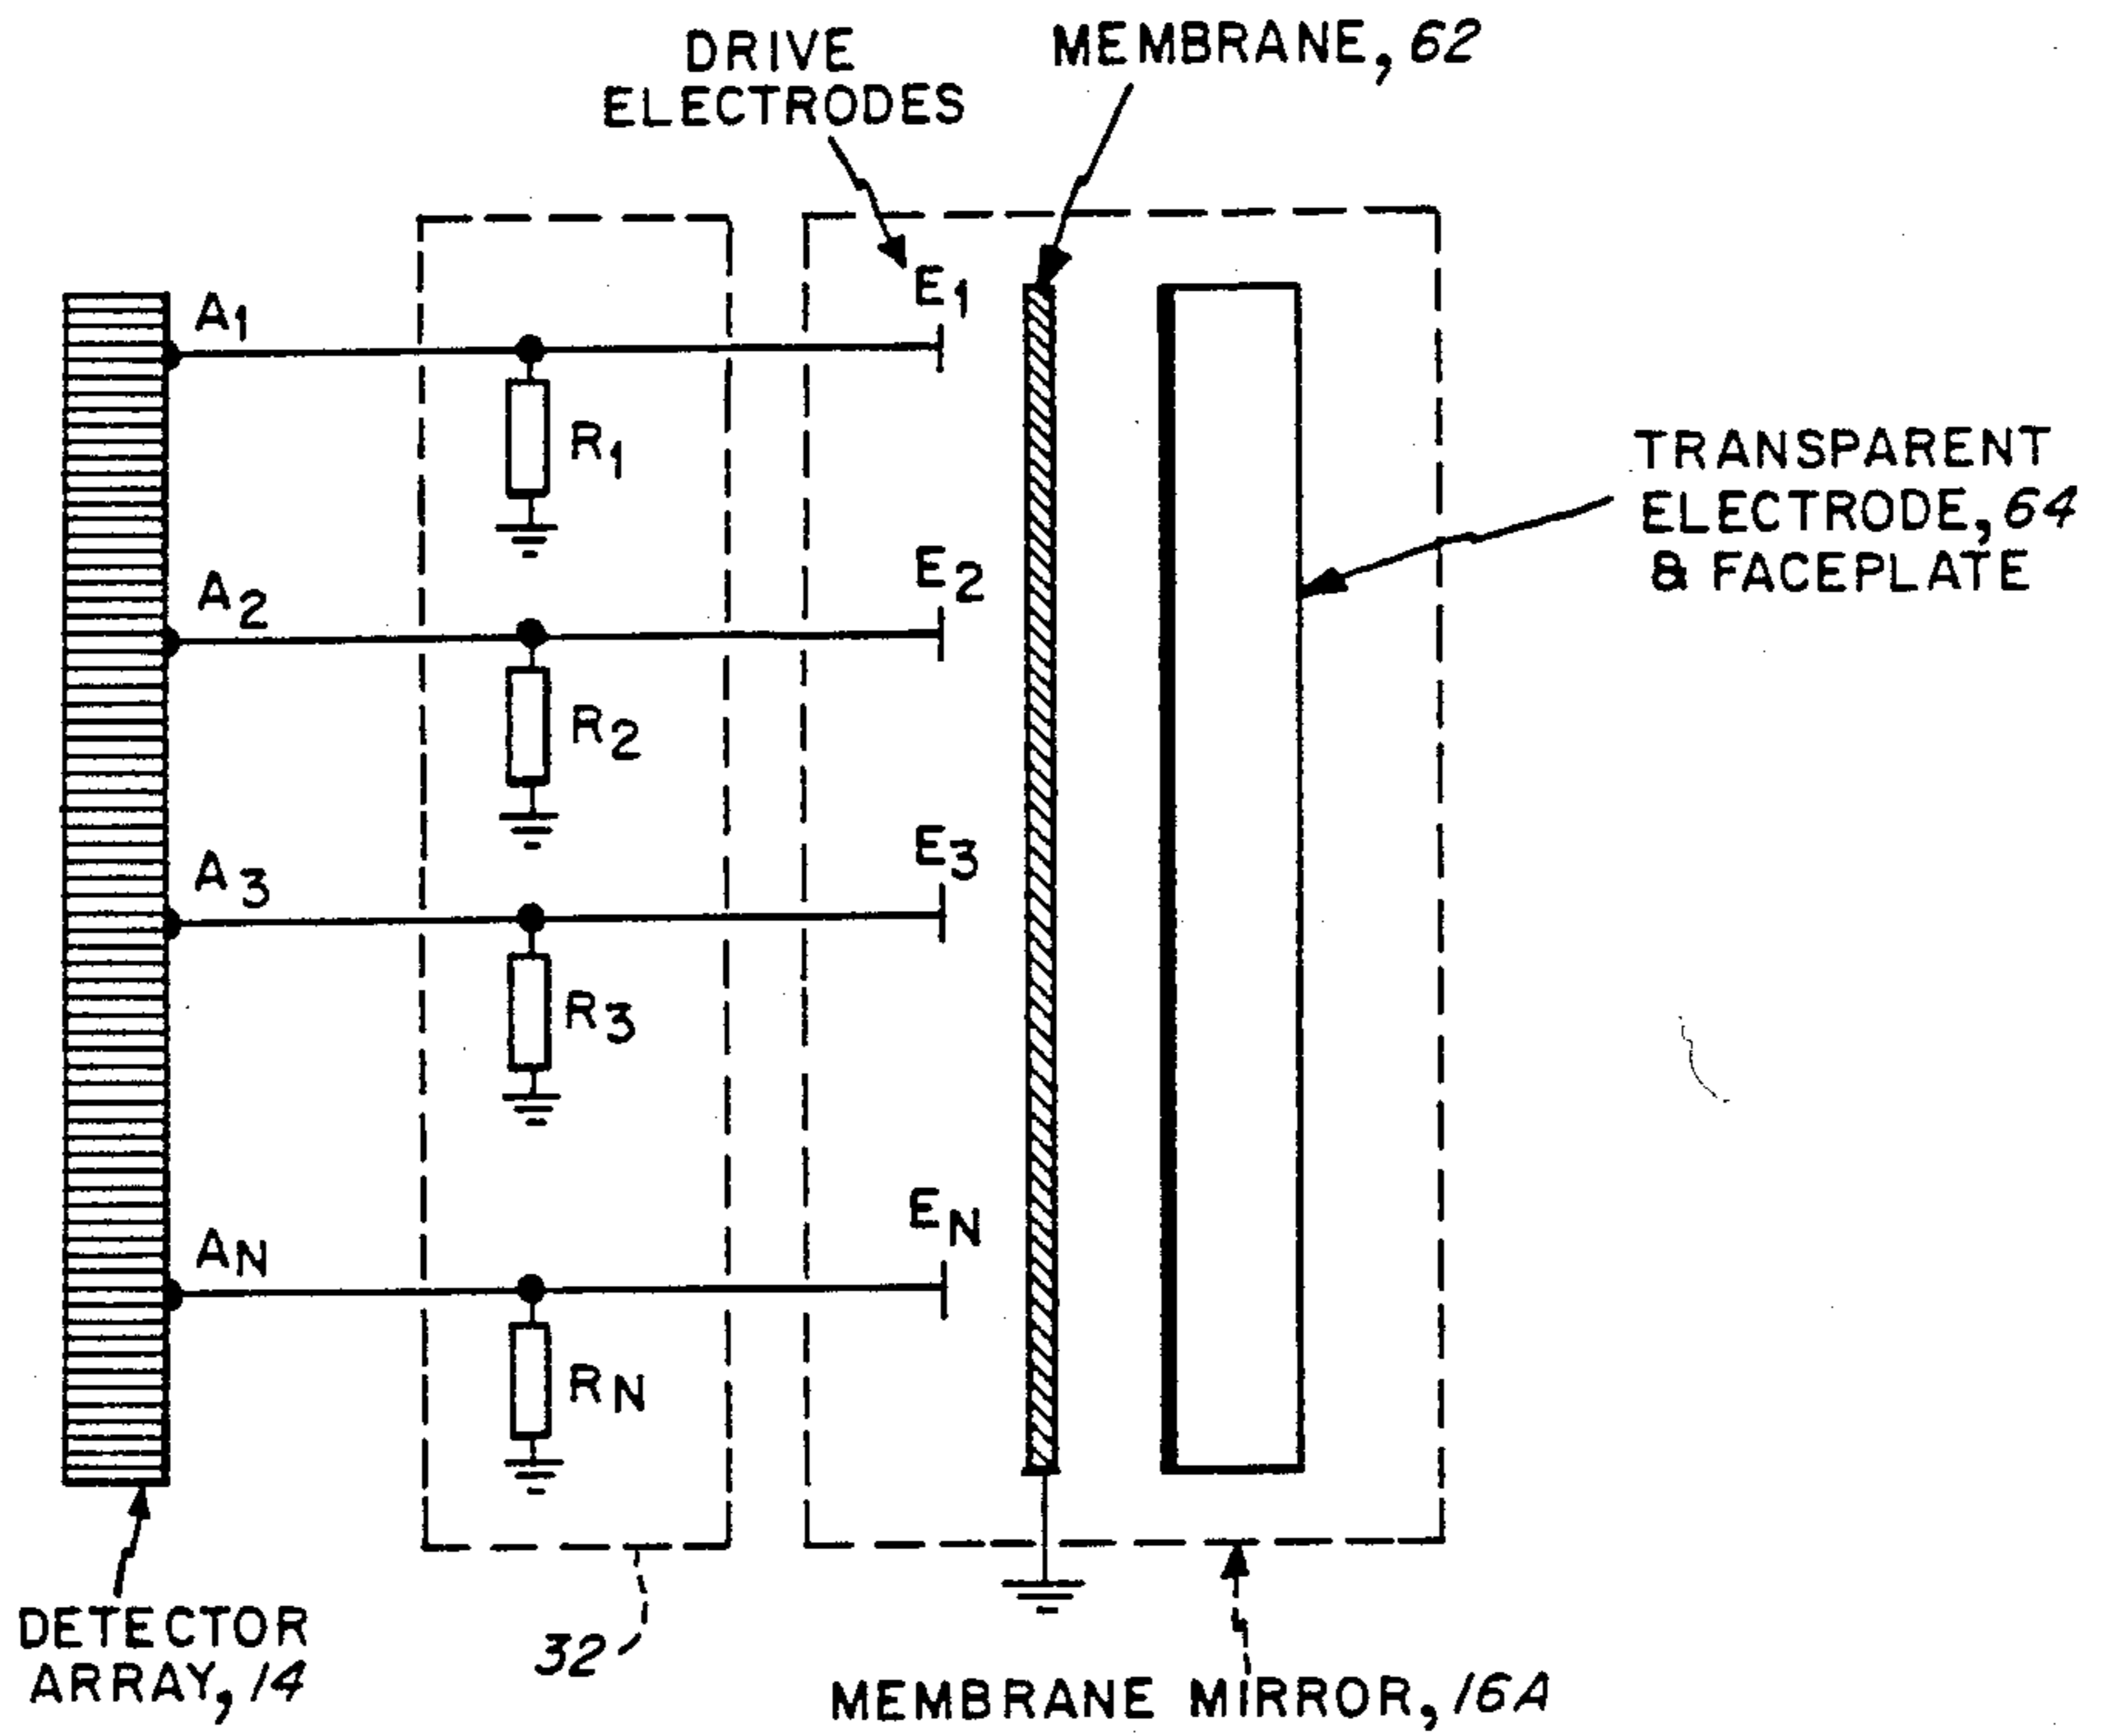 DRIVE
ELECTRODES
MEMBRANE, 62
A1
E1
R1
TRANSPARENT
ELECTRODE, 64
& FACEPLATE
A2
E2
R2
A3
E3
R3
AN
EN
RN
DETECTOR
ARRAY, 14
32
MEMBRANE MIRROR, 16A